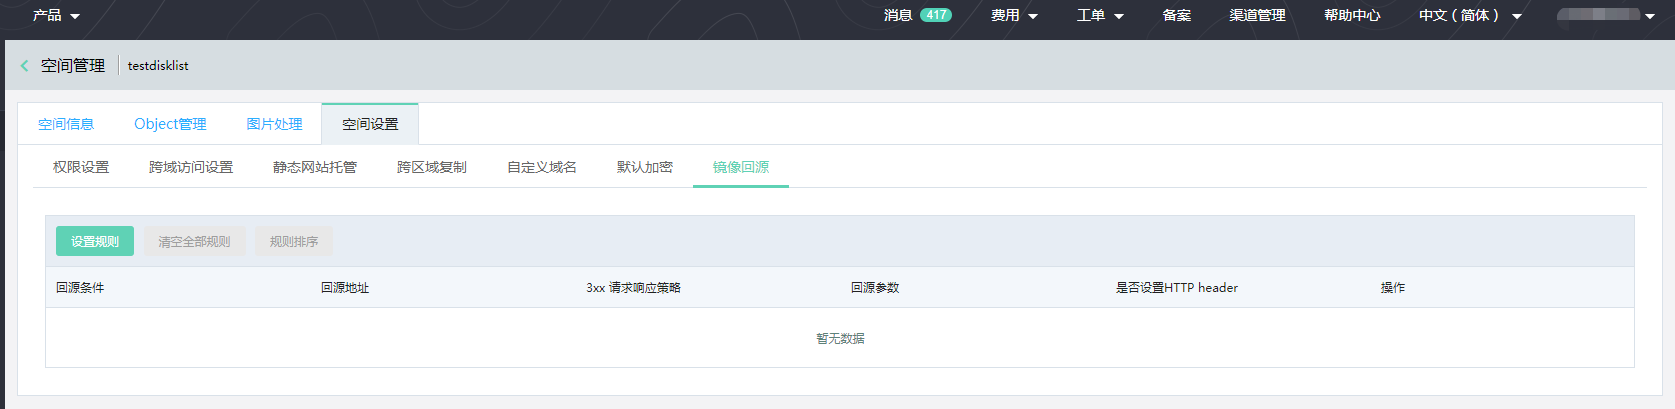 产品 消息 417 费用 工单 备案 渠道管理 帮助中心 中文（简体）
空间管理 testdisklist
空间信息 Object管理 图片处理 空间设置
权限设置 跨域访问设置 静态网站托管 跨区域复制 自定义域名 默认加密 镜像回源
设置规则 清空全部规则 规则排序
回源条件 回源地址 3xx 请求响应策略 回源参数 是否设置HTTP header 操作
暂无数据